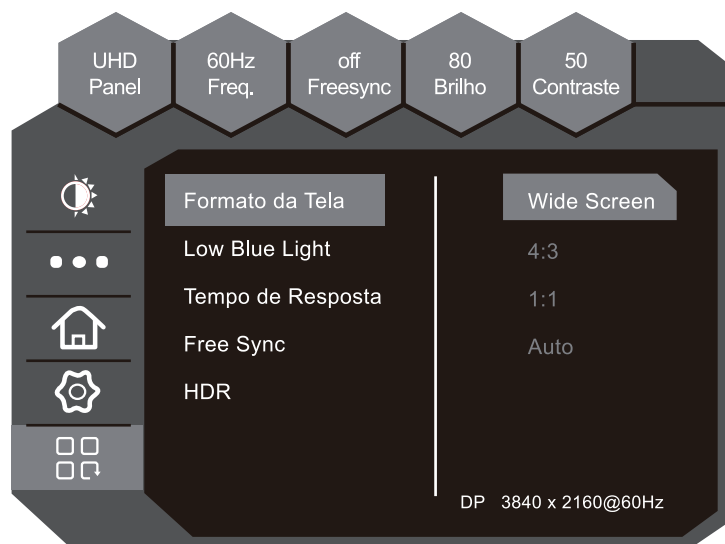 UHD
Panel
60Hz
Freq.
off
Freesync
80
Brilho
50
Contraste
Formato da Tela
Wide Screen
Low Blue Light
4:3
Tempo de Resposta
1:1
Free Sync
Auto
HDR
DP 3840 x 2160@60Hz